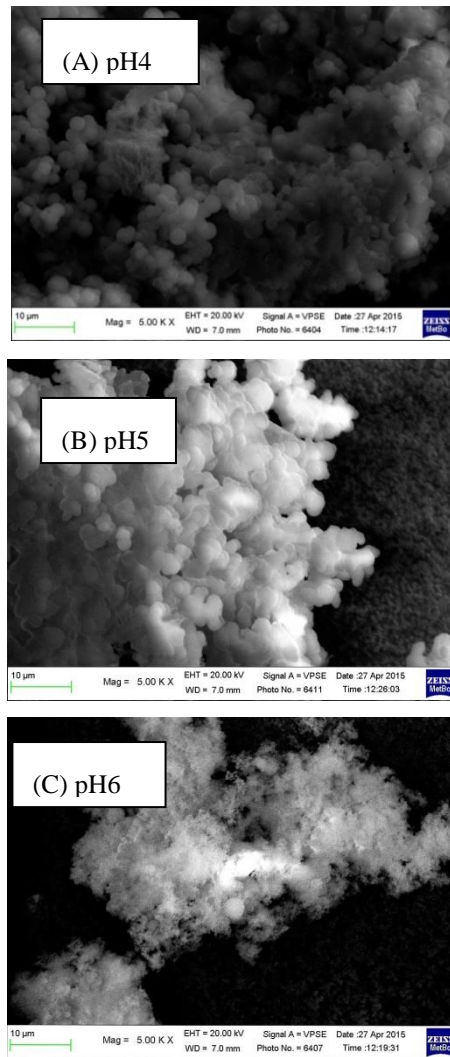 (A) pH4
10 µm
Mag = 5.00 K X
EHT = 20.00 kV
WD = 7.0 mm
Signal A = VPSE
Photo No. = 6404
Date :27 Apr 2015
Time :12:14:17
ZEISS
MetBo
(B) pH5
10 µm
Mag = 5.00 K X
EHT = 20.00 kV
WD = 7.0 mm
Signal A = VPSE
Photo No. = 6411
Date :27 Apr 2015
Time :12:26:03
ZEISS
MetBo
(C) pH6
10 µm
Mag = 5.00 K X
EHT = 20.00 kV
WD = 7.0 mm
Signal A = VPSE
Photo No. = 6407
Date :27 Apr 2015
Time :12:19:31
ZEISS
MetBo